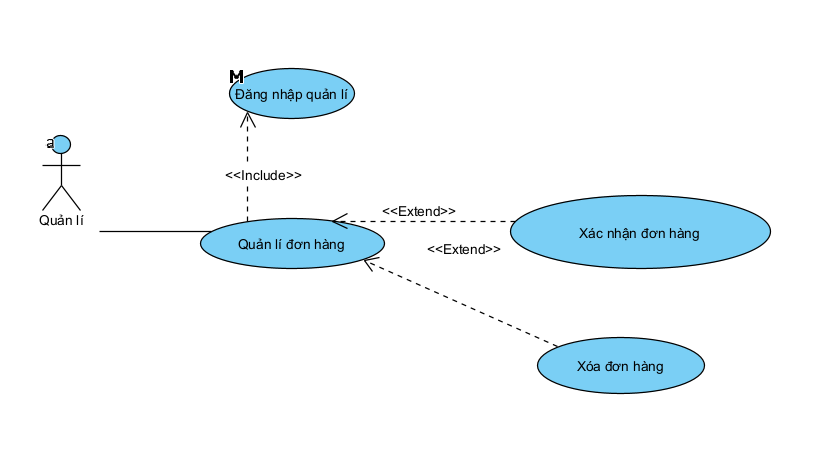 M
Đăng nhập quản lí
a
<<Include>>
Quản lí
<<Extend>>
Quản lí đơn hàng
Xác nhận đơn hàng
<<Extend>>
Xóa đơn hàng